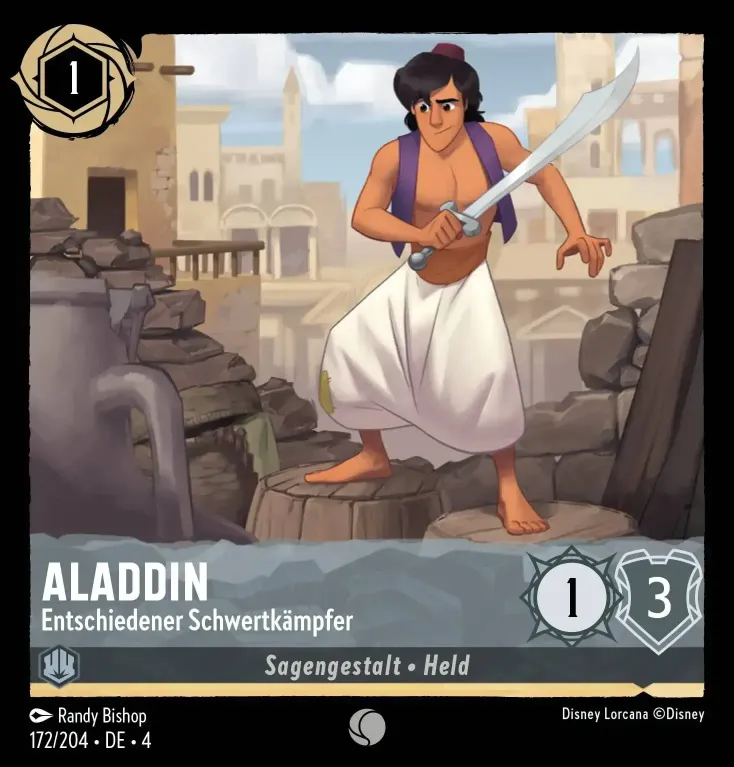 1
ALADDIN
Entschiedener Schwertkämpfer
1 3
Sagengestalt • Held
Randy Bishop
Disney Lorcana ©Disney
172/204 • DE • 4